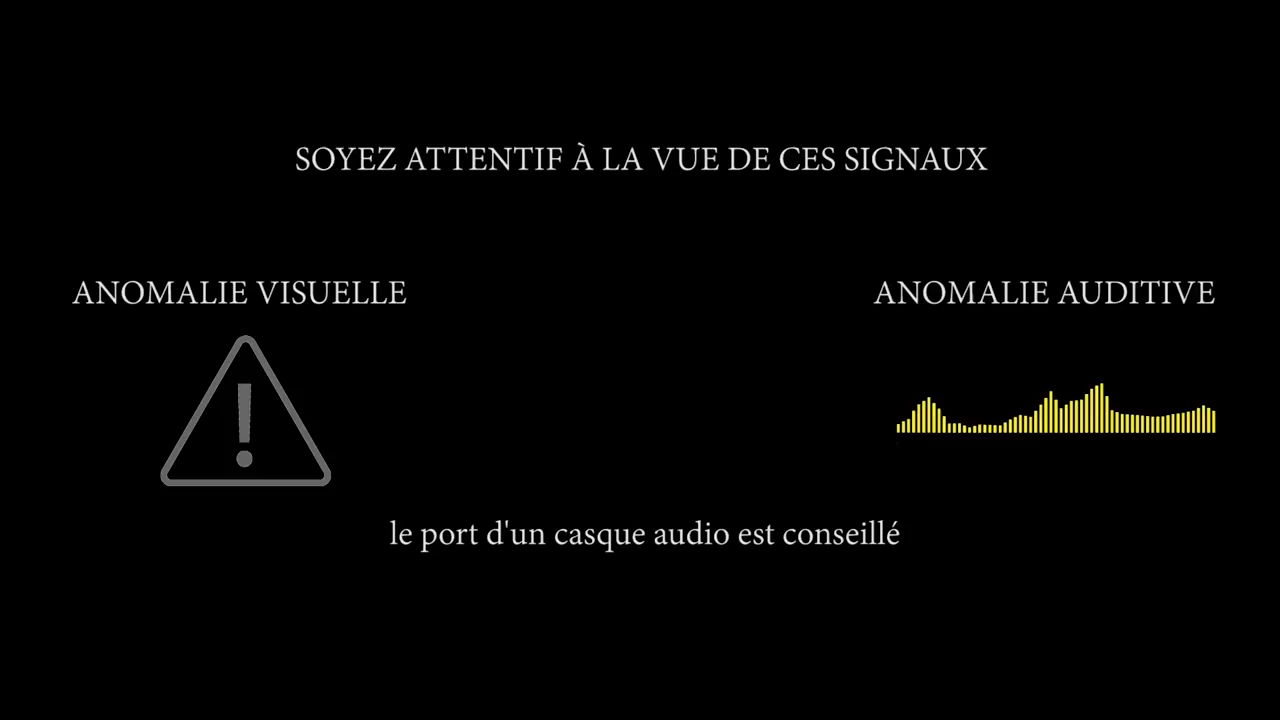 SOYEZ ATTENTIF À LA VUE DE CES SIGNAUX
ANOMALIE VISUELLE
ANOMALIE AUDITIVE
!
le port d'un casque audio est conseillé